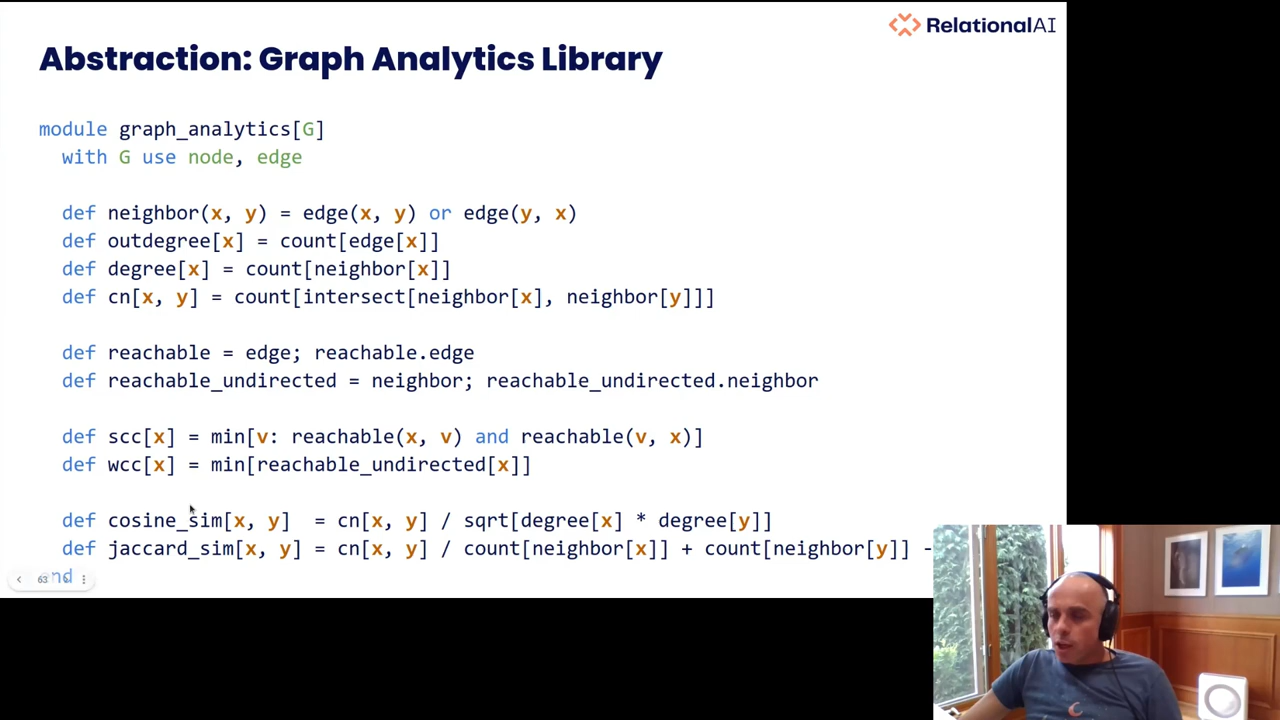 RelationalAI
Abstraction: Graph Analytics Library
module graph_analytics[G]
with G use node, edge
def neighbor(x, y) = edge(x, y) or edge(y, x)
def outdegree[x] = count[edge[x]]
def degree[x] = count[neighbor[x]]
def cn[x, y] = count[intersect[neighbor[x], neighbor[y]]]
def reachable = edge; reachable.edge
def reachable_undirected = neighbor; reachable_undirected.neighbor
def scc[x] = min[v: reachable(x, v) and reachable(v, x)]
def wcc[x] = min[reachable_undirected[x]]
def cosine_sim[x, y] = cn[x, y] / sqrt[degree[x] * degree[y]]
def jaccard_sim[x, y] = cn[x, y] / count[neighbor[x]] + count[neighbor[y]] -
63